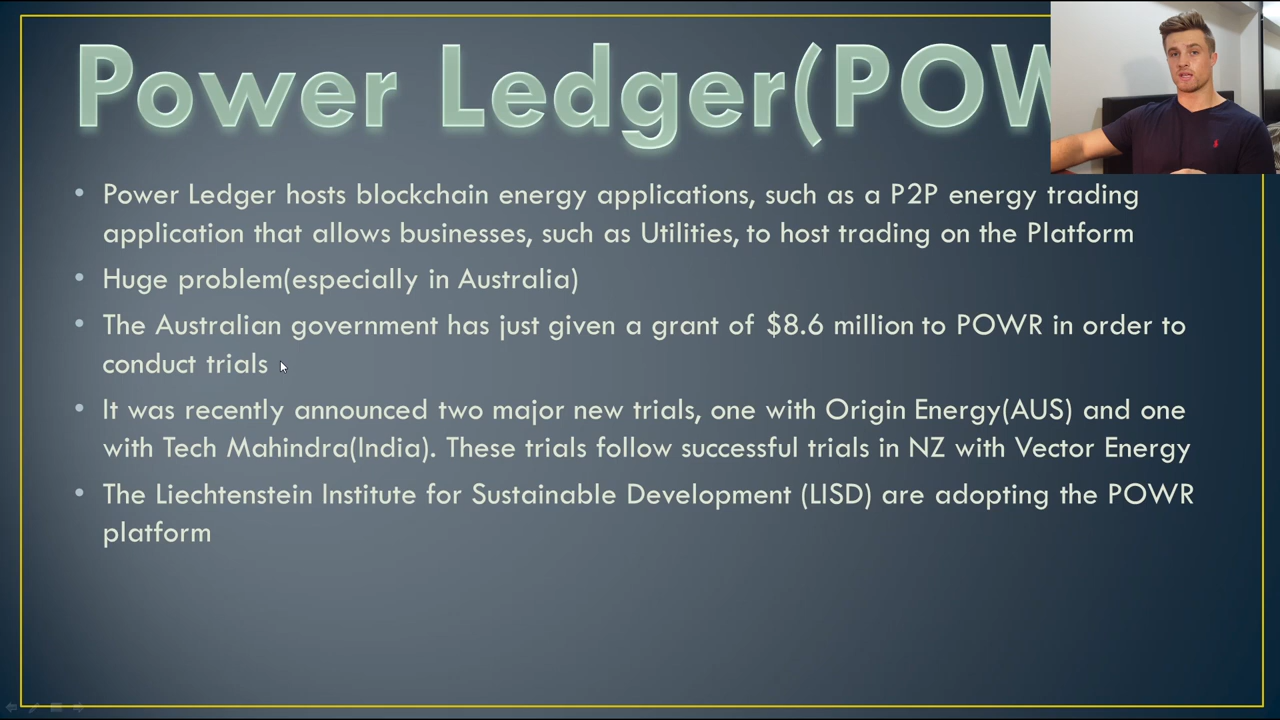 Power Ledger(POW
Power Ledger hosts blockchain energy applications, such as a P2P energy trading
application that allows businesses, such as Utilities, to host trading on the Platform
Huge problem(especially in Australia)
The Australian government has just given a grant of $8.6 million to POWR in order to
conduct trials
It was recently announced two major new trials, one with Origin Energy(AUS) and one
with Tech Mahindra(India). These trials follow successful trials in NZ with Vector Energy
The Liechtenstein Institute for Sustainable Development (LISD) are adopting the POWR
platform